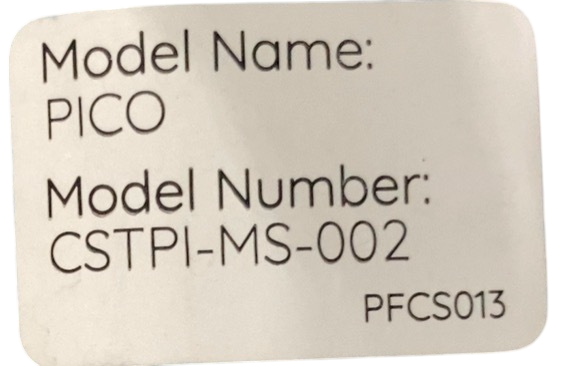 Model Name:
PICO
Model Number:
CSTPI-MS-002
PFCS013